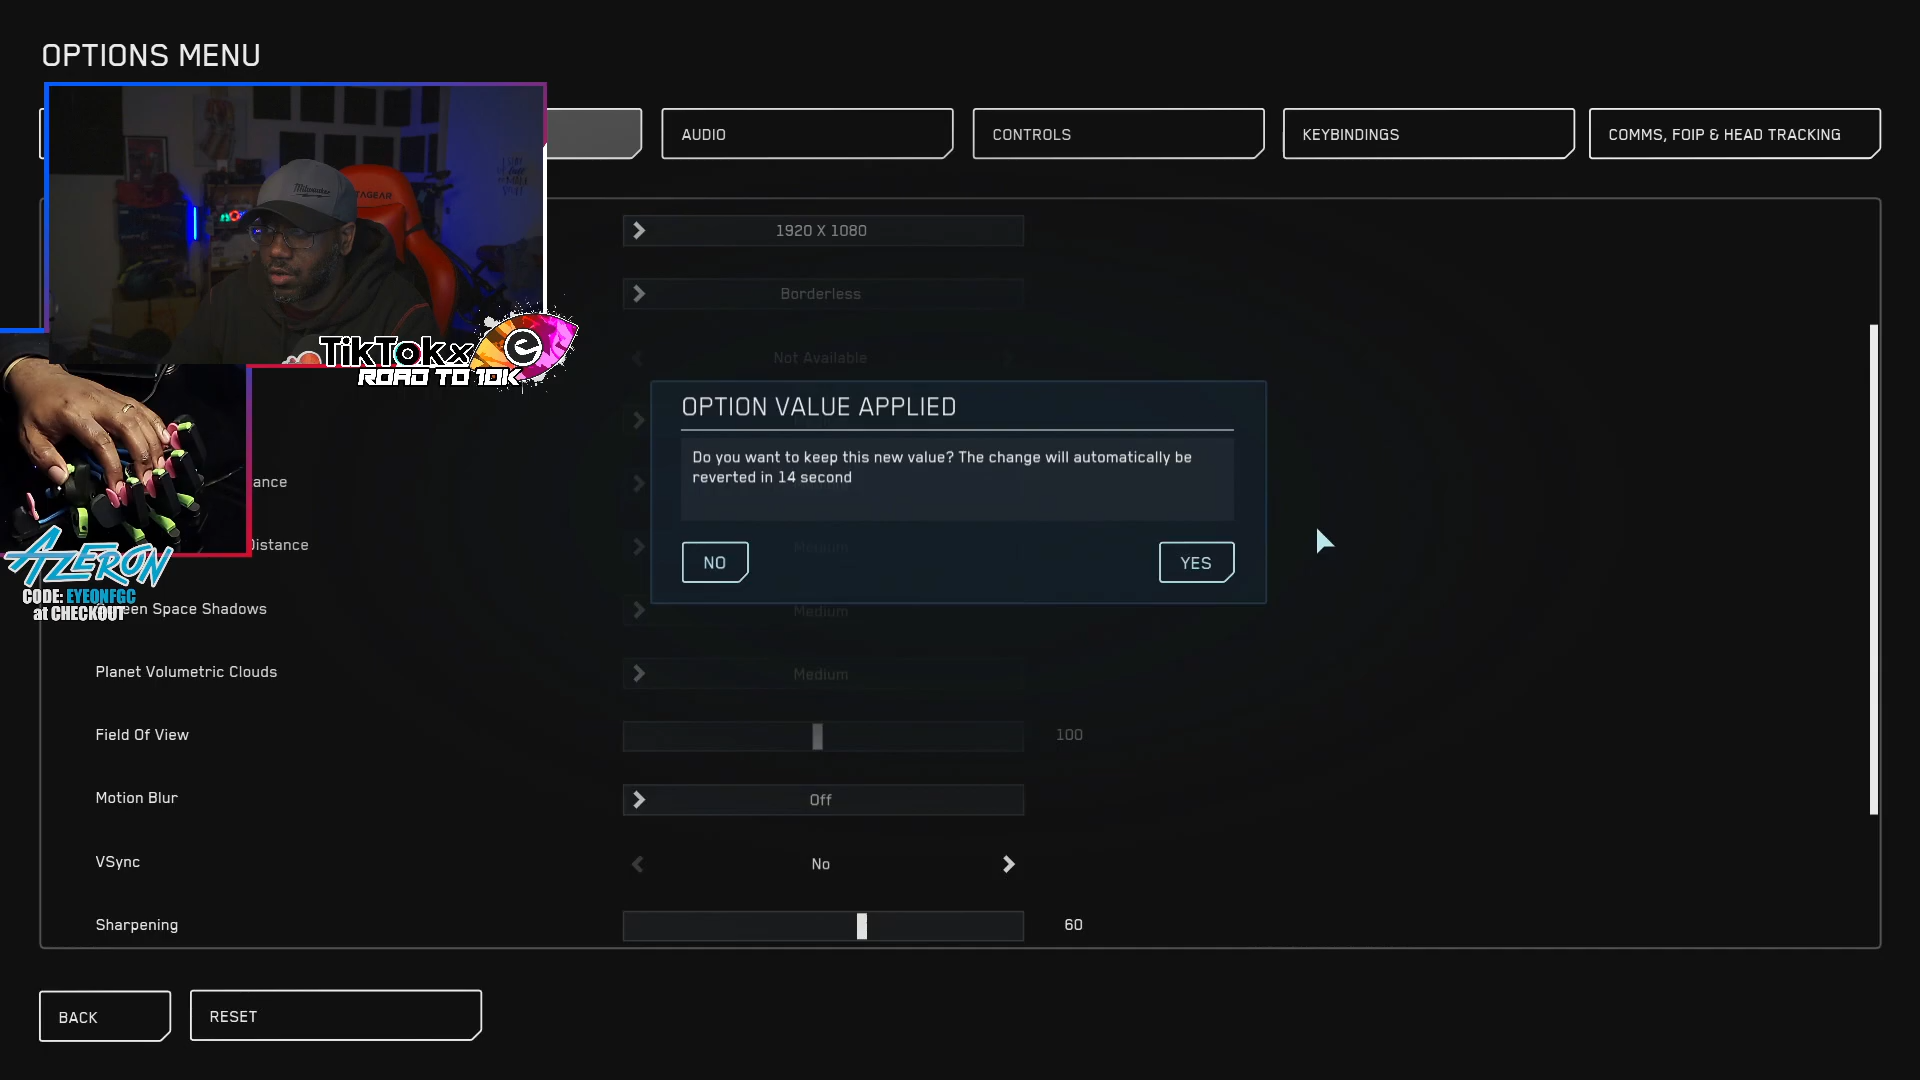 OPTIONS MENU
AUDIO
CONTROLS
KEYBINDINGS
COMMS, FOIP & HEAD TRACKING
1920 X 1080
Borderless
Not Available
TikTok x
ROAD TO 10K
OPTION VALUE APPLIED
Do you want to keep this new value? The change will automatically be
reverted in 14 second
NO
YES
ance
Distance
Medium
AZERON
CODE: EYEONFGC
at CHECKOUT
een Space Shadows
Medium
Planet Volumetric Clouds
Medium
Field Of View
100
Motion Blur
Off
VSync
No
Sharpening
60
BACK
RESET